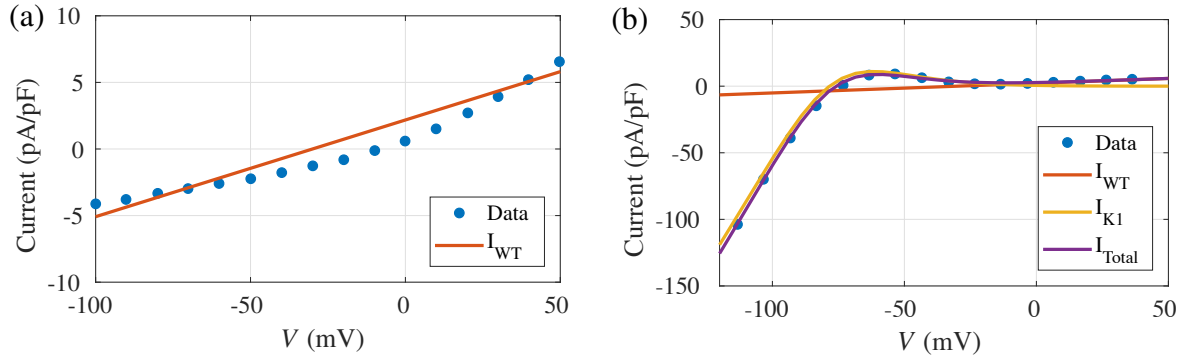 (a)
10
5
0
-5
-10
Current (pA/pF)
-100
-50
0
50
V (mV)
Data
I_WT
(b)
50
0
-50
-100
-150
Current (pA/pF)
-100
-50
0
50
V (mV)
Data
I_WT
I_K1
I_Total